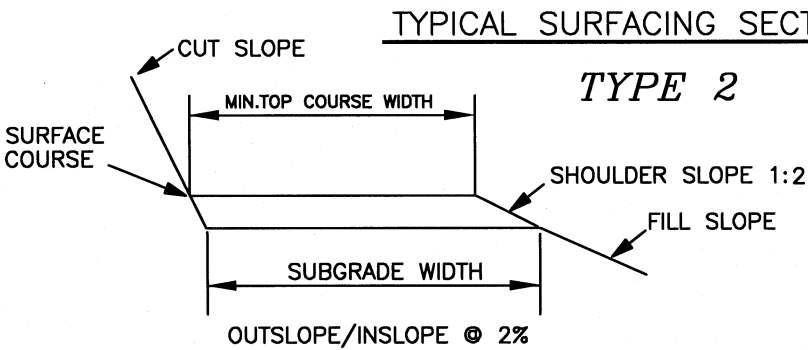 TYPICAL SURFACING SECT
TYPE 2
CUT SLOPE
MIN.TOP COURSE WIDTH
SURFACE
COURSE
SHOULDER SLOPE 1:2
FILL SLOPE
SUBGRADE WIDTH
OUTSLOPE/INSLOPE @ 2%